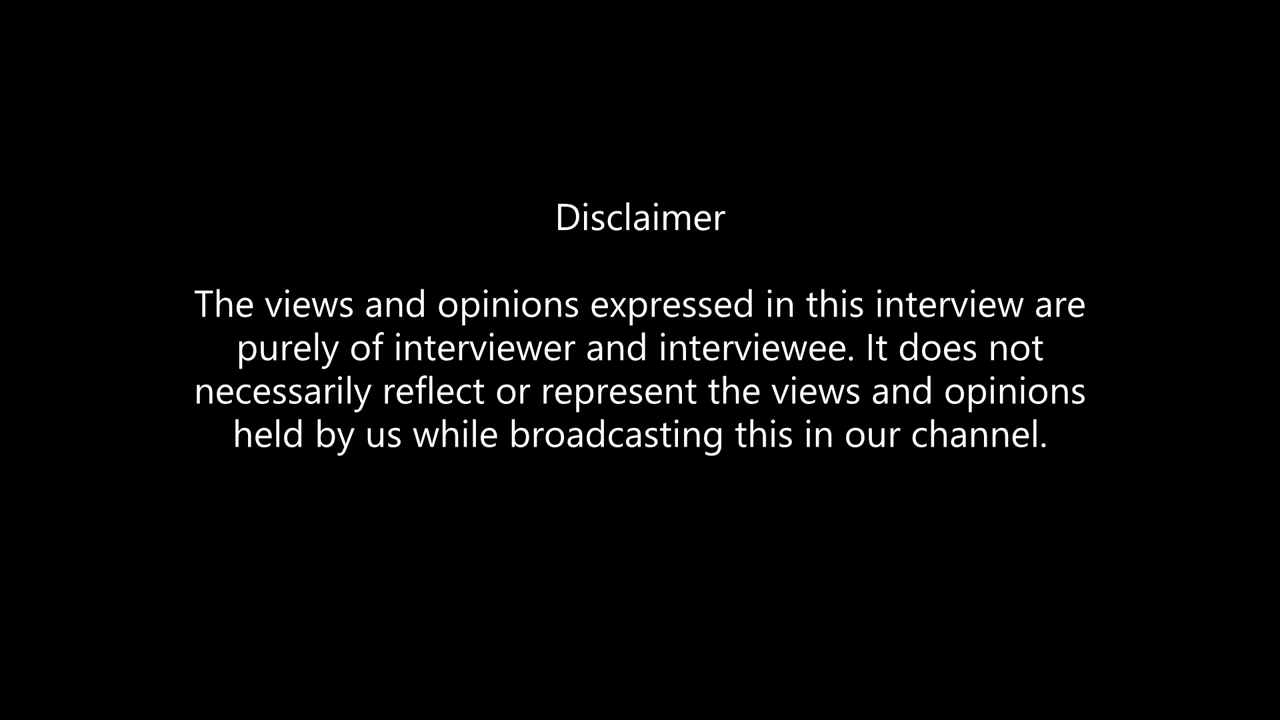 Disclaimer
The views and opinions expressed in this interview are
purely of interviewer and interviewee. It does not
necessarily reflect or represent the views and opinions
held by us while broadcasting this in our channel.